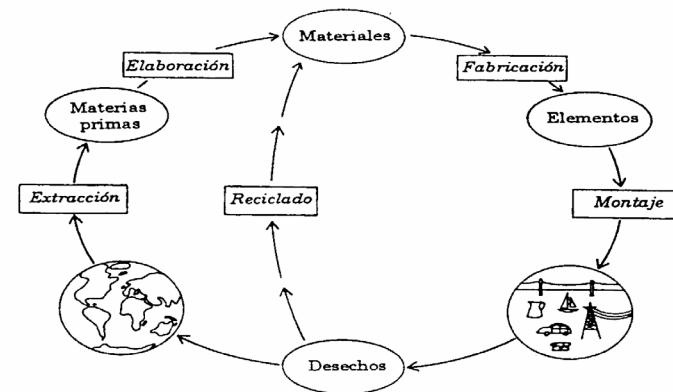 Materiales
Elaboración
Fabricación
Materias
primas
Elementos
Extracción
Reciclado
Montaje
Desechos